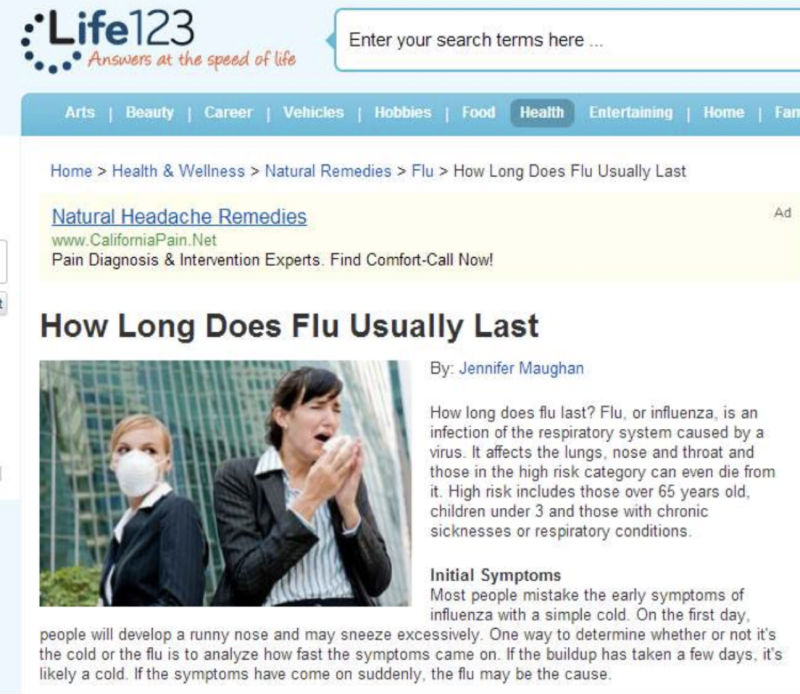 Life123
Answers at the speed of life
Enter your search terms here ...
Arts | Beauty | Career | Vehicles | Hobbies | Food Health Entertaining | Home |
Home > Health & Wellness > Natural Remedies > Flu > How Long Does Flu Usually Last
Natural Headache Remedies
Ad
www.CaliforniaPain.Net
Pain Diagnosis & Intervention Experts. Find Comfort-Call Now!
How Long Does Flu Usually Last
By: Jennifer Maughan
How long does flu last? Flu, or influenza, is an
infection of the respiratory system caused by a
virus. It affects the lungs, nose and throat and
those in the high risk category can even die from
it. High risk includes those over 65 years old,
children under 3 and those with chronic
sicknesses or respiratory conditions.
Initial Symptoms
Most people mistake the early symptoms of
influenza with a simple cold. On the first day,
people will develop a runny nose and may sneeze excessively. One way to determine whether or not it's
the cold or the flu is to analyze how fast the symptoms came on. If the buildup has taken a few days, it's
likely a cold. If the symptoms have come on suddenly, the flu may be the cause.